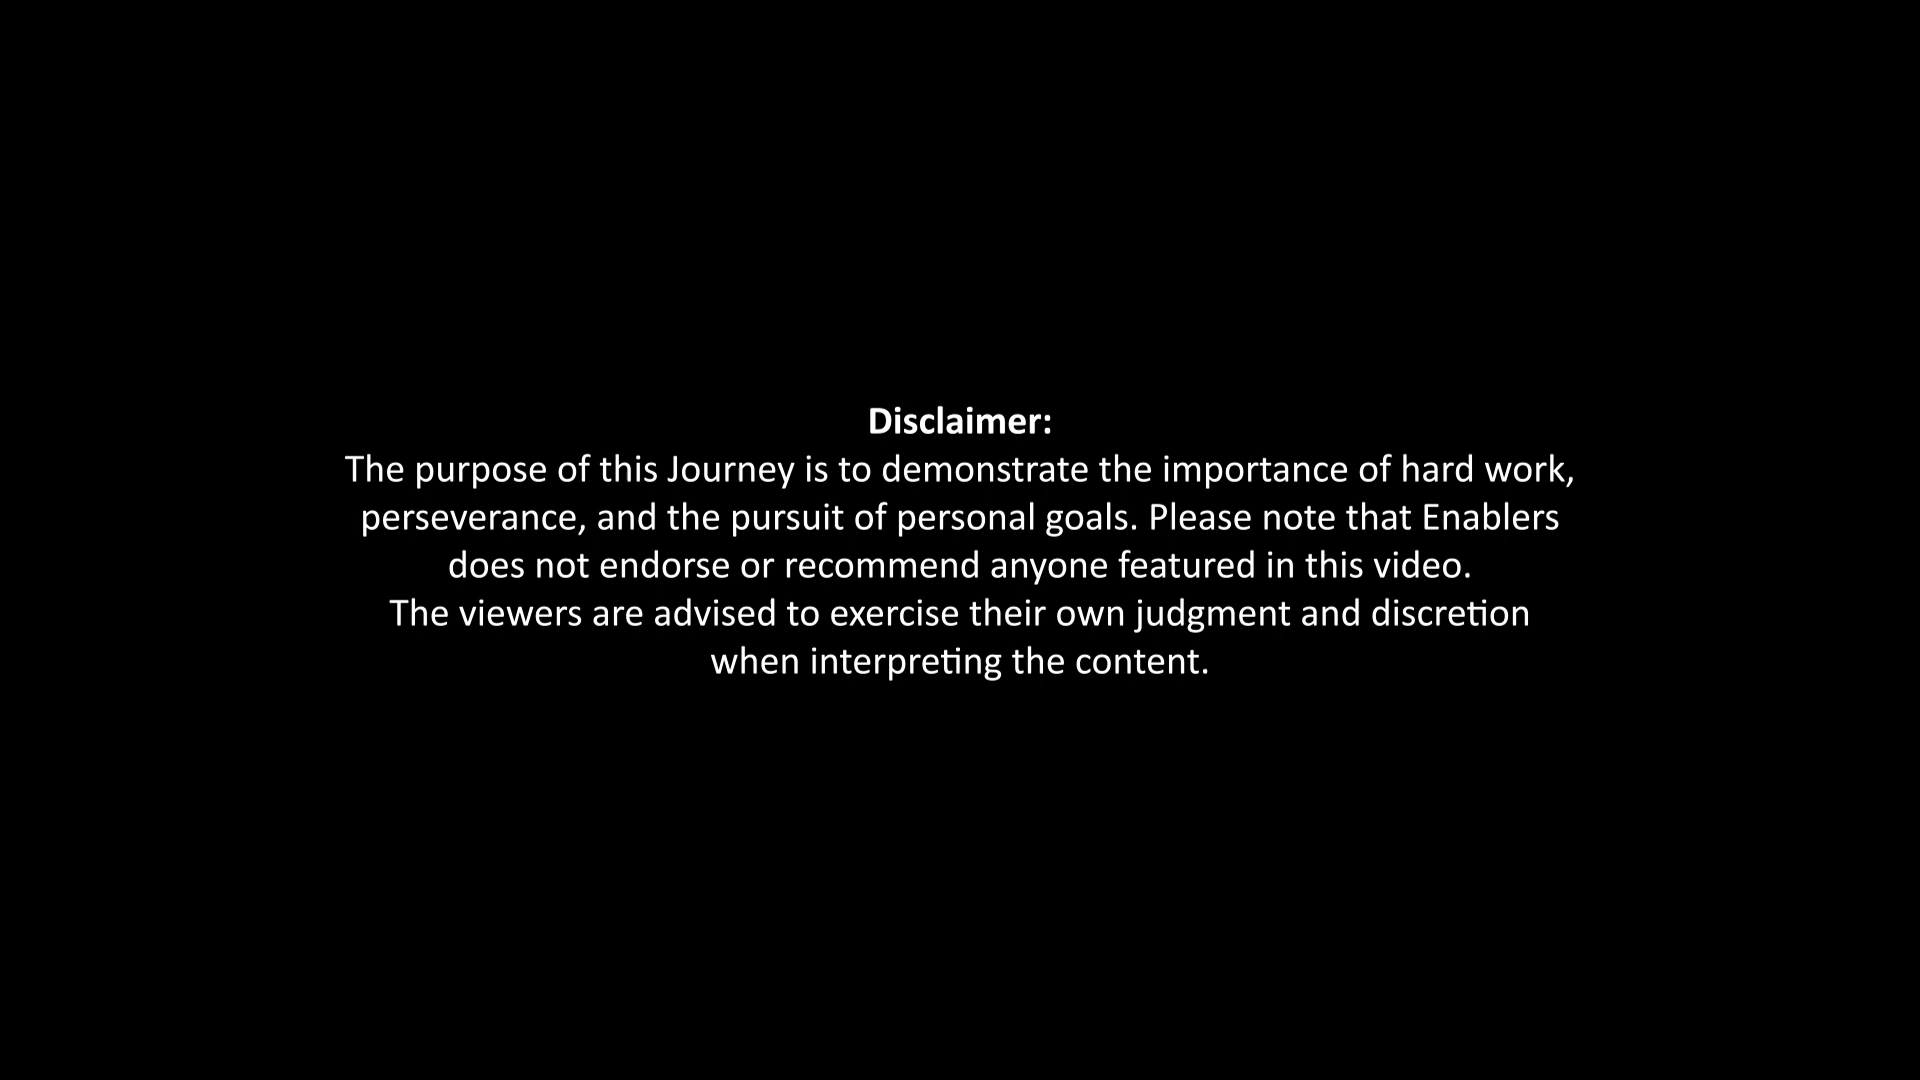 Disclaimer:
The purpose of this Journey is to demonstrate the importance of hard work,
perseverance, and the pursuit of personal goals. Please note that Enablers
does not endorse or recommend anyone featured in this video.
The viewers are advised to exercise their own judgment and discretion
when interpreting the content.